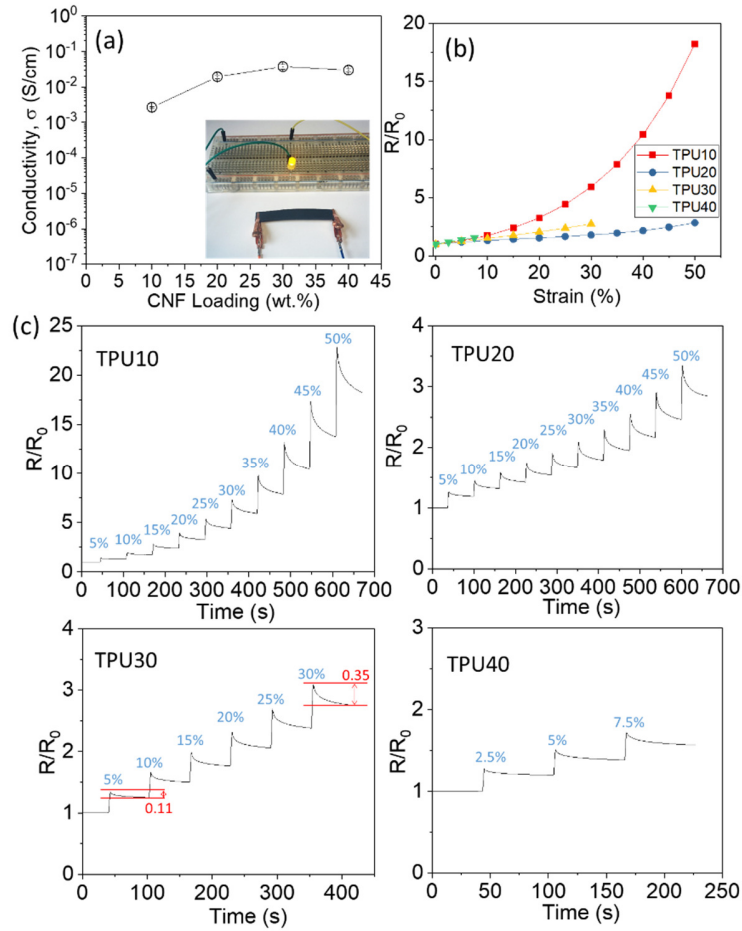 (a)
Conductivity, σ (S/cm)
10⁰
10⁻¹
10⁻²
10⁻³
10⁻⁴
10⁻⁵
10⁻⁶
10⁻⁷
0 5 10 15 20 25 30 35 40 45
CNF Loading (wt.%)
(b)
R/R₀
20
15
10
5
0
TPU10
TPU20
TPU30
TPU40
0 10 20 30 40 50
Strain (%)
(c)
TPU10
R/R₀
25
20
15
10
5
0
5% 10% 15% 20% 25% 30% 35% 40% 45% 50%
0 100 200 300 400 500 600 700
Time (s)
TPU20
R/R₀
4
3
2
1
0
5% 10% 15% 20% 25% 30% 35% 40% 45% 50%
0 100 200 300 400 500 600 700
Time (s)
TPU30
R/R₀
4
3
2
1
0
5% 10% 15% 20% 25% 30%
0.11
0.35
0 100 200 300 400
Time (s)
TPU40
R/R₀
3
2
1
0
2.5% 5% 7.5%
0 50 100 150 200 250
Time (s)